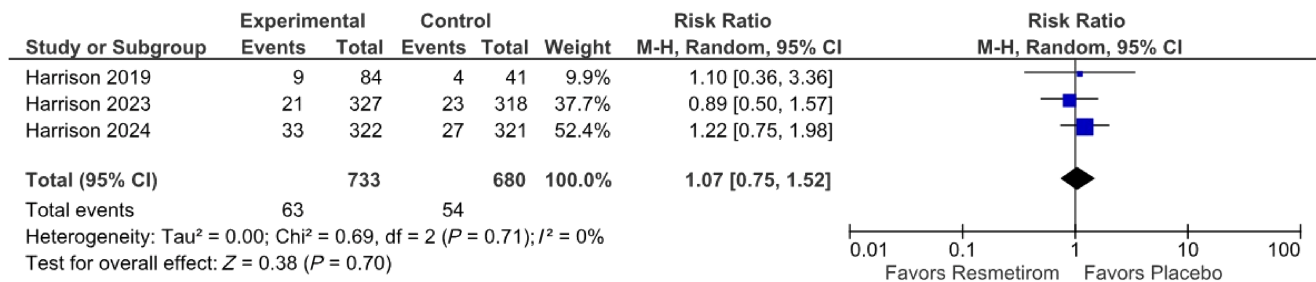 Experimental Control Risk Ratio Risk Ratio
Study or Subgroup Events Total Events Total Weight M-H, Random, 95% CI M-H, Random, 95% CI
Harrison 2019 9 84 4 41 9.9% 1.10 [0.36, 3.36]
Harrison 2023 21 327 23 318 37.7% 0.89 [0.50, 1.57]
Harrison 2024 33 322 27 321 52.4% 1.22 [0.75, 1.98]
Total (95% CI) 733 680 100.0% 1.07 [0.75, 1.52]
Total events 63 54
Heterogeneity: Tau² = 0.00; Chi² = 0.69, df = 2 (P = 0.71); I² = 0%
Test for overall effect: Z = 0.38 (P = 0.70)
0.01 0.1 1 10 100
Favors Resmetirom Favors Placebo